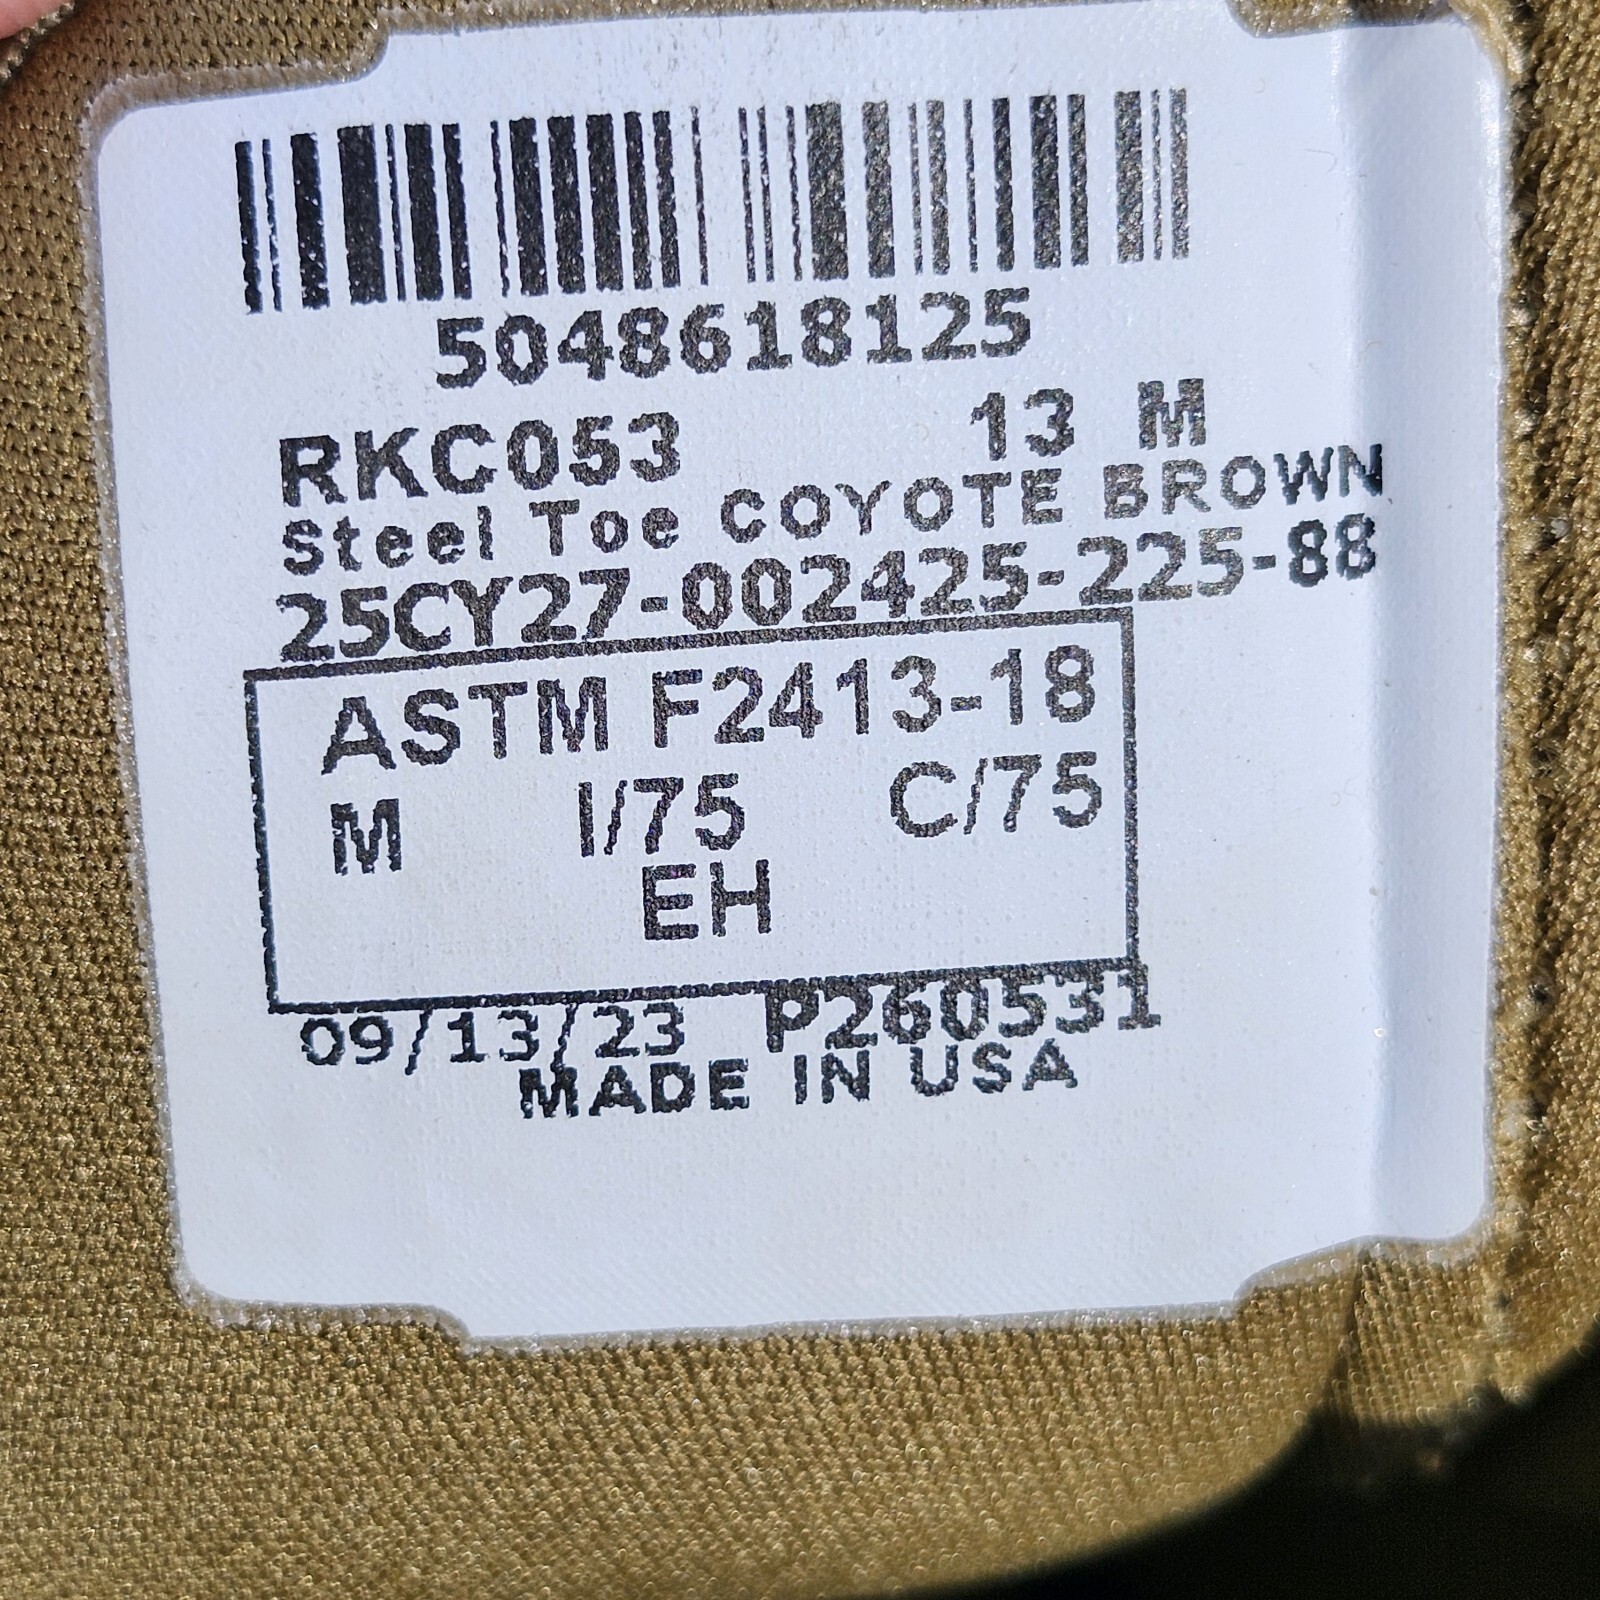 5048618125
RKC053 13 M
Steel Toe COYOTE BROWN
25CY27-002425-225-88
ASTM F2413-18
M I/75 C/75
EH
09/13/23 P260531
MADE IN USA